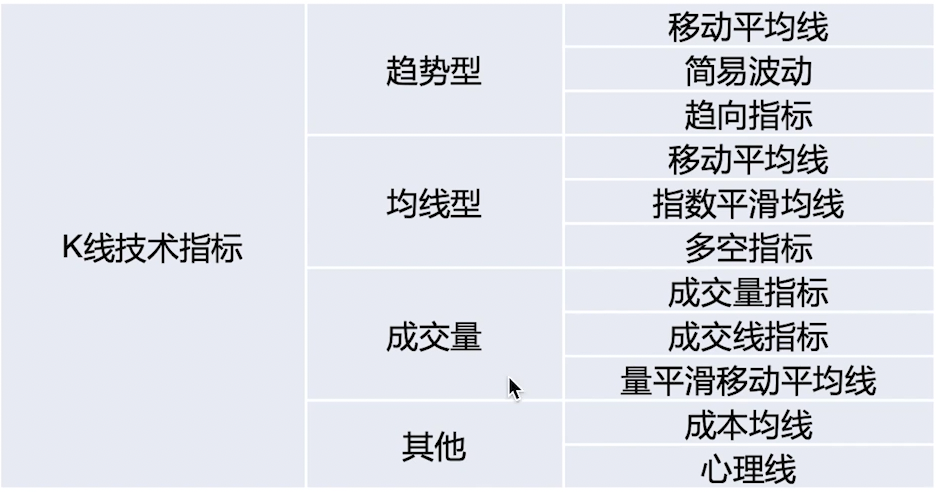 K线技术指标
趋势型
移动平均线
简易波动
趋向指标
均线型
移动平均线
指数平滑均线
多空指标
成交量
成交量指标
成交线指标
量平滑移动平均线
其他
成本均线
心理线